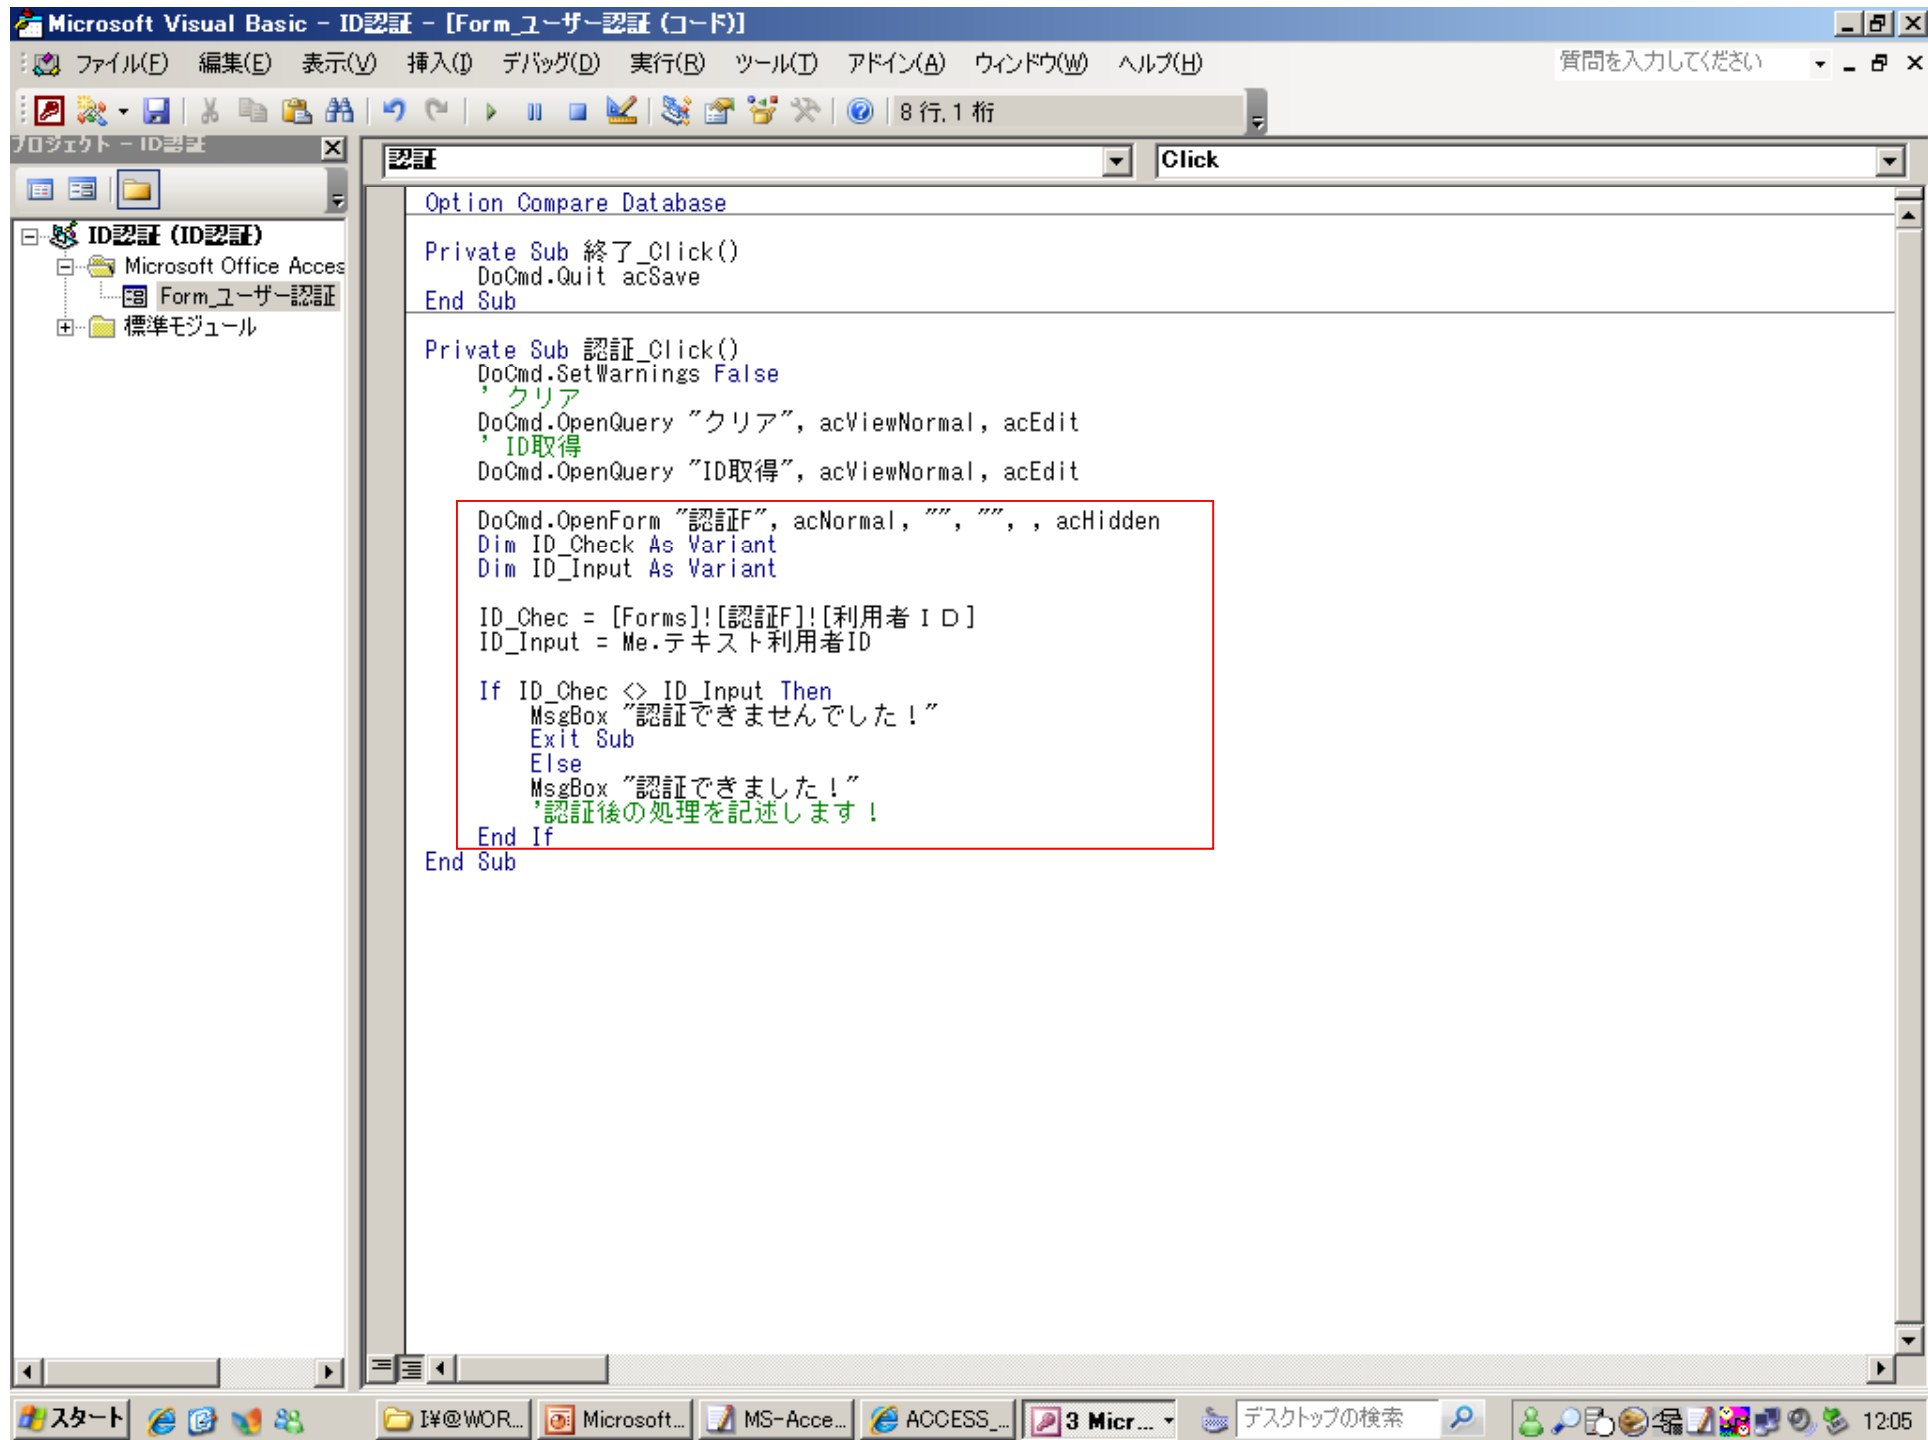 Microsoft Visual Basic - ID認証 - [Form_ユーザー認証 (コード)]
ファイル(F) 編集(E) 表示(V) 挿入(I) デバッグ(D) 実行(R) ツール(T) アドイン(A) ウィンドウ(W) ヘルプ(H) 質問を入力してください
8 行, 1 桁
プロジェクト - ID認証
認証 Click
ID認証 (ID認証)
Microsoft Office Acces
Form_ユーザー認証
標準モジュール
Option Compare Database
Private Sub 終了_Click()
DoCmd.Quit acSave
End Sub
Private Sub 認証_Click()
DoCmd.SetWarnings False
' クリア
DoCmd.OpenQuery "クリア", acViewNormal, acEdit
' ID取得
DoCmd.OpenQuery "ID取得", acViewNormal, acEdit
DoCmd.OpenForm "認証F", acNormal, "", "", , acHidden
Dim ID_Check As Variant
Dim ID_Input As Variant
ID_Chec = [Forms]![認証F]![利用者ＩＤ]
ID_Input = Me.テキスト利用者ID
If ID_Chec <> ID_Input Then
MsgBox "認証できませんでした！"
Exit Sub
Else
MsgBox "認証できました！"
'認証後の処理を記述します！
End If
End Sub
スタート I¥@WOR... Microsoft... MS-Acce... ACCESS_... 3 Micr... デスクトップの検索 12:05